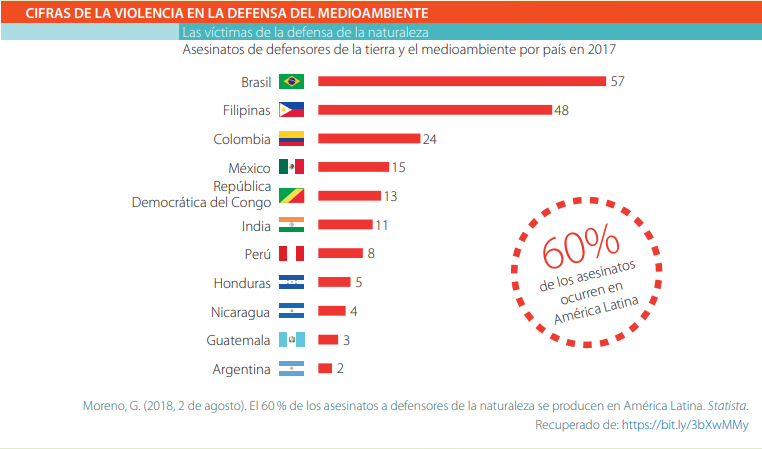 CIFRAS DE LA VIOLENCIA EN LA DEFENSA DEL MEDIOAMBIENTE
Las víctimas de la defensa de la naturaleza
Asesinatos de defensores de la tierra y el medioambiente por país en 2017
Brasil 57
Filipinas 48
Colombia 24
México 15
República
Democrática del Congo 13
India 11
Perú 8
Honduras 5
Nicaragua 4
Guatemala 3
Argentina 2
60%
de los asesinatos
ocurren en
América Latina
Moreno, G. (2018, 2 de agosto). El 60 % de los asesinatos a defensores de la naturaleza se producen en América Latina. Statista.
Recuperado de: https://bit.ly/3bXwMMy